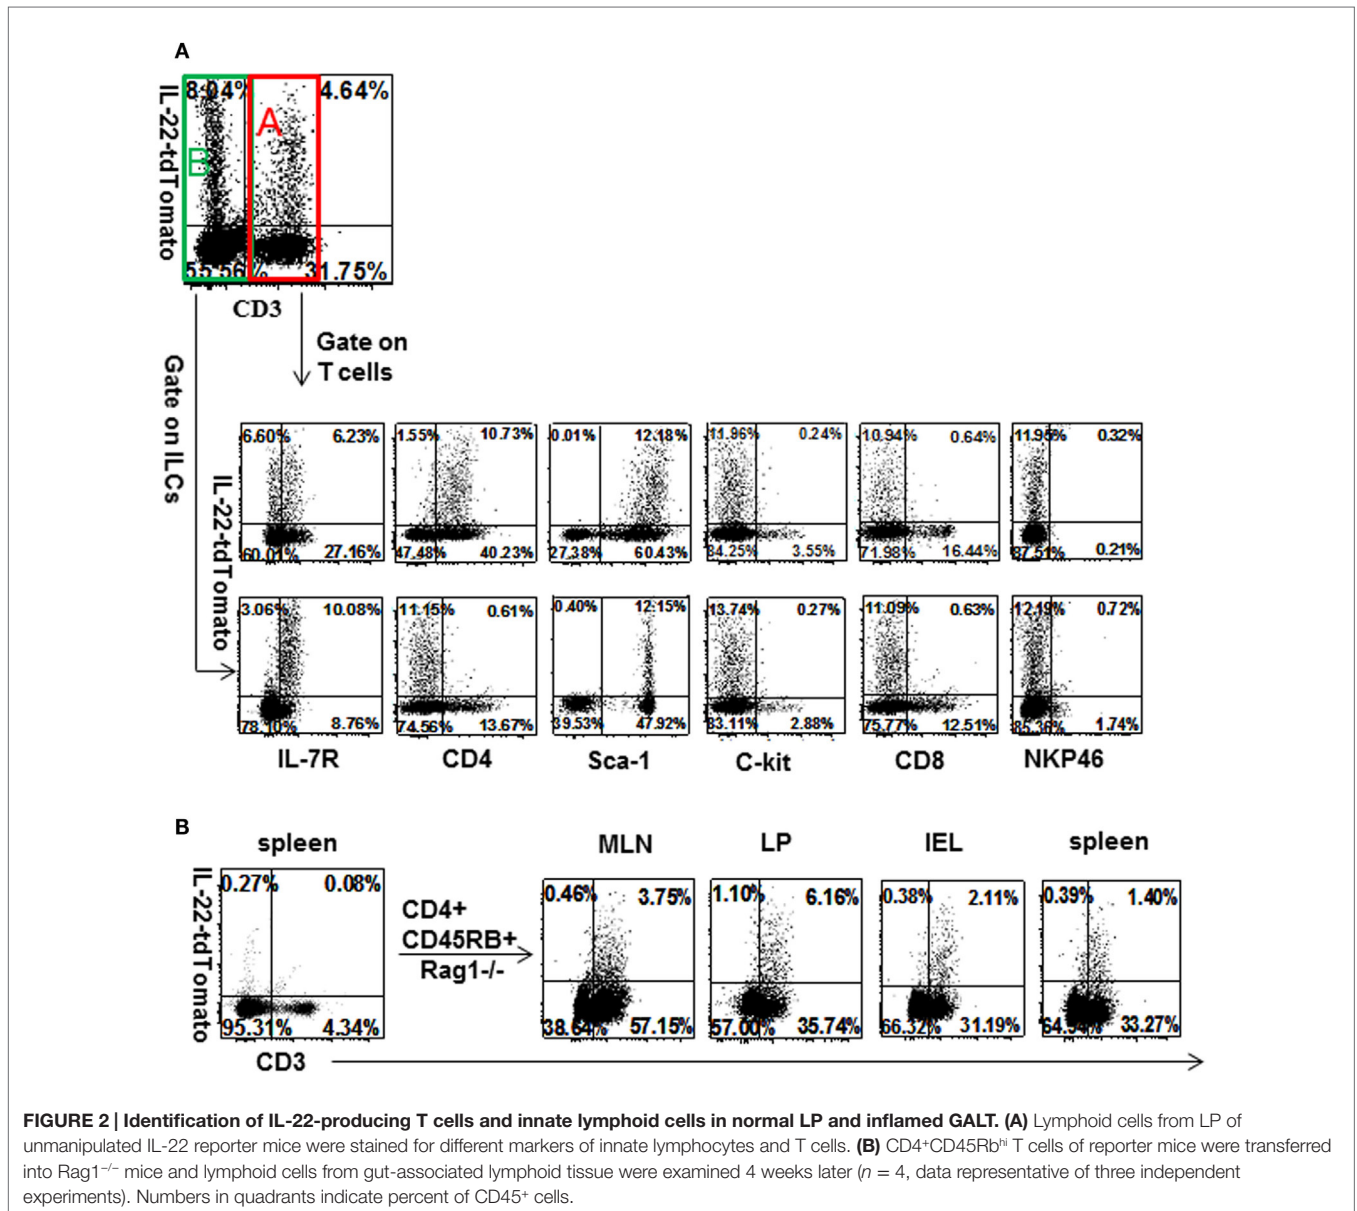 A
8.04% 4.64%
A
B
IL-22-tdTomato
31.75%
CD3
Gate on
T cells
Gate on ILCs
IL-22-tdTomato
6.60% 6.23% 1.55% 10.73% 0.01% 12.18% 11.96% 0.24% 10.94% 0.64% 11.95% 0.32%
60.01% 27.16% 47.48% 40.23% 27.38% 60.43% 84.25% 3.55% 71.98% 16.44% 87.51% 0.21%
3.06% 10.08% 11.15% 0.61% 0.40% 12.15% 13.74% 0.27% 11.09% 0.63% 12.19% 0.72%
78.10% 8.76% 74.56% 13.67% 39.53% 47.92% 83.11% 2.88% 75.77% 12.51% 85.36% 1.74%
IL-7R CD4 Sca-1 C-kit CD8 NKP46
B
spleen MLN LP IEL spleen
IL-22-tdTomato
0.27% 0.08% 0.46% 3.75% 1.10% 6.16% 0.38% 2.11% 0.39% 1.40%
CD4+
CD45RB+
Rag1-/-
95.31% 4.34% 57.15% 57.00% 35.74% 66.32% 31.19% 33.27%
CD3
FIGURE 2 | Identification of IL-22-producing T cells and innate lymphoid cells in normal LP and inflamed GALT. (A) Lymphoid cells from LP of
unmanipulated IL-22 reporter mice were stained for different markers of innate lymphocytes and T cells. (B) CD4⁺CD45Rbʰⁱ T cells of reporter mice were transferred
into Rag1⁻/⁻ mice and lymphoid cells from gut-associated lymphoid tissue were examined 4 weeks later (n = 4, data representative of three independent
experiments). Numbers in quadrants indicate percent of CD45⁺ cells.